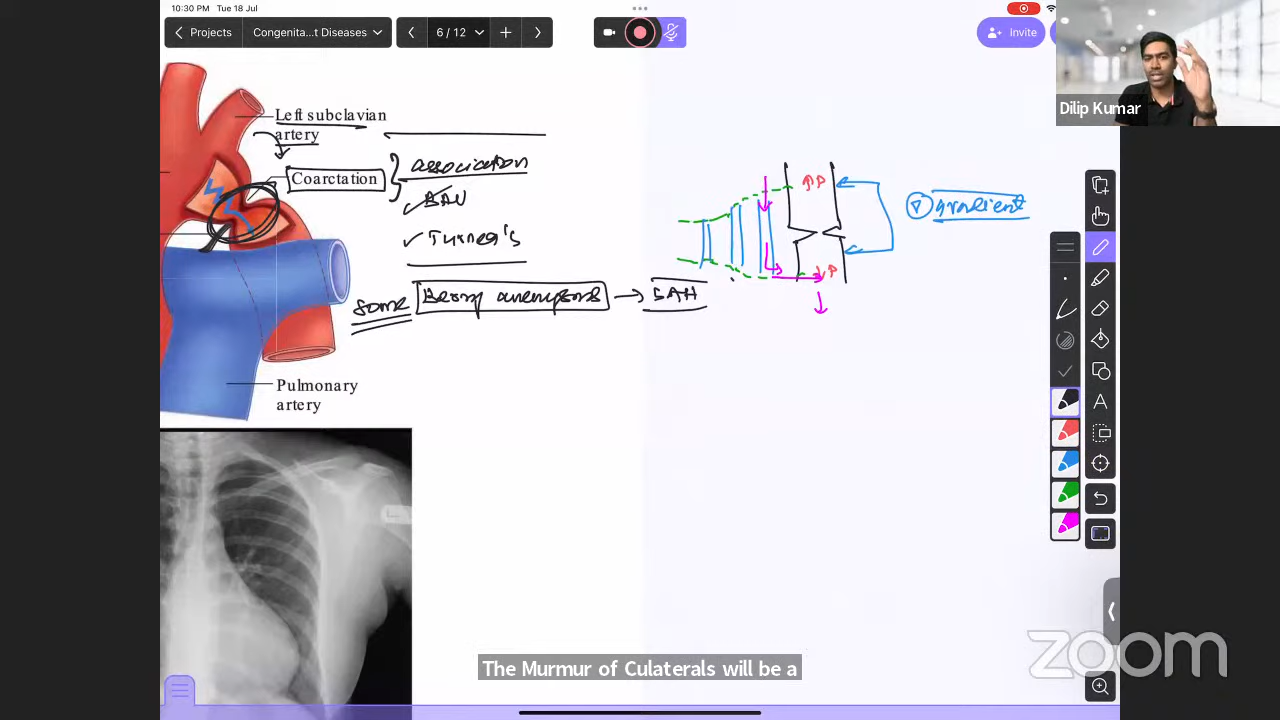 10:30 PM Tue 18 Jul
Projects
Congenita...t Diseases
6 / 12
Invite
Dilip Kumar
Left subclavian
artery
Coarctation
association
BAV
Turner's
some Berry aneurysms → SAH
↑P
↓P
gradient
Pulmonary
artery
A
The Murmur of Culaterals will be a
zoom